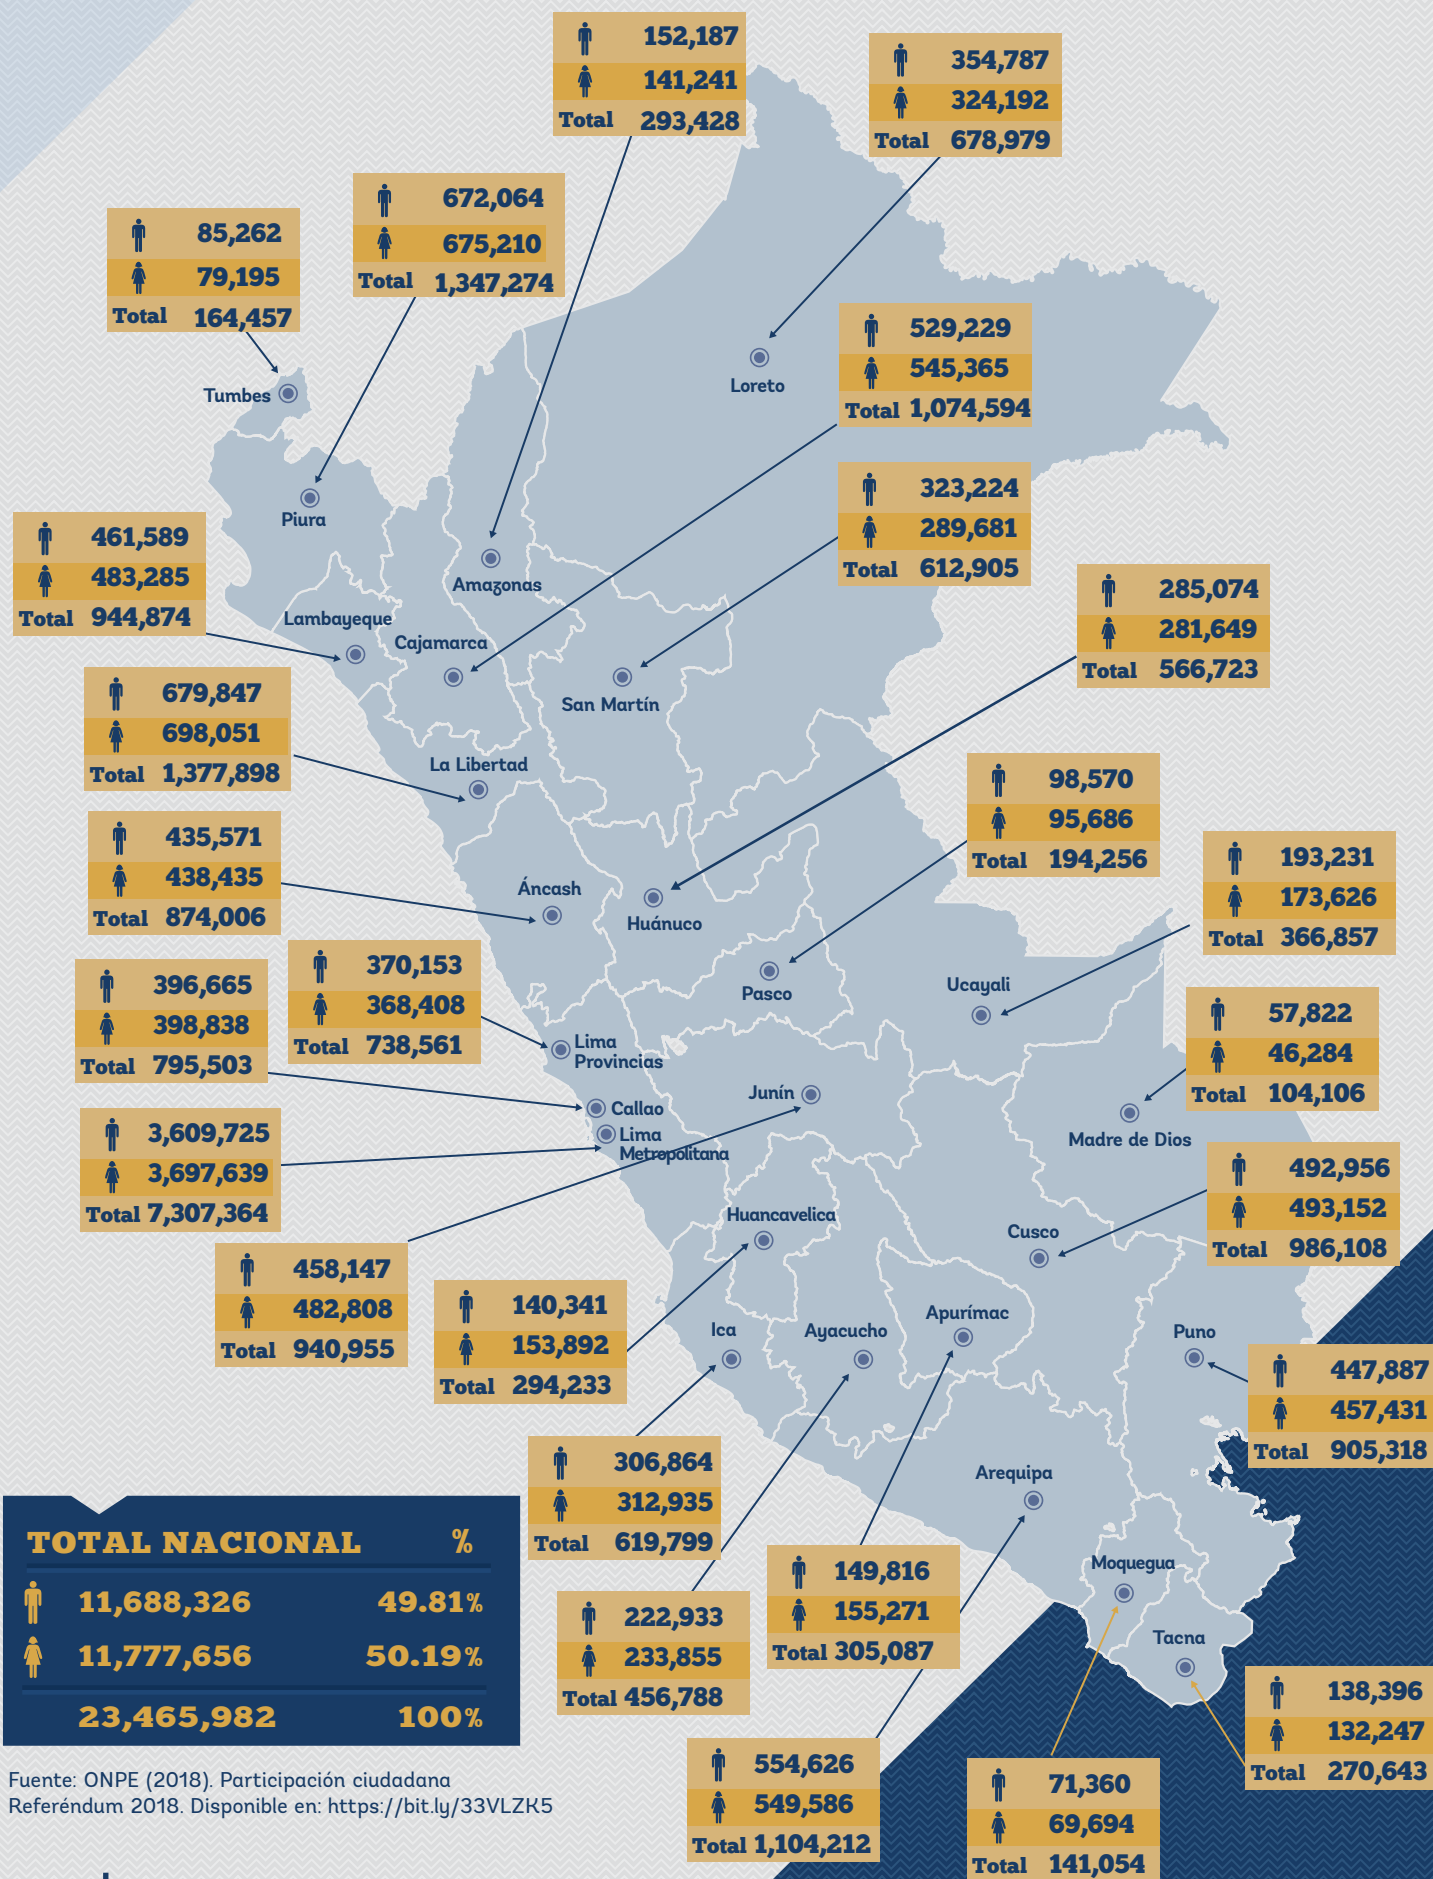 152,187
141,241
Total 293,428
354,787
324,192
Total 678,979
672,064
675,210
Total 1,347,274
85,262
79,195
Total 164,457
529,229
545,365
Total 1,074,594
Loreto
Tumbes
323,224
289,681
Total 612,905
Piura
461,589
483,285
Total 944,874
Amazonas
285,074
281,649
Total 566,723
Lambayeque
Cajamarca
San Martín
679,847
698,051
Total 1,377,898
La Libertad
98,570
95,686
Total 194,256
435,571
438,435
Total 874,006
193,231
173,626
Total 366,857
Áncash
Huánuco
370,153
368,408
Total 738,561
396,665
398,838
Total 795,503
Pasco
Ucayali
57,822
46,284
Total 104,106
Lima
Provincias
Junín
Callao
Lima
Metropolitana
Madre de Dios
3,609,725
3,697,639
Total 7,307,364
492,956
493,152
Total 986,108
Huancavelica
Cusco
458,147
482,808
Total 940,955
140,341
153,892
Total 294,233
Ica
Ayacucho
Apurímac
Puno
447,887
457,431
Total 905,318
306,864
312,935
Total 619,799
Arequipa
TOTAL NACIONAL %
11,688,326 49.81%
11,777,656 50.19%
23,465,982 100%
149,816
155,271
Total 305,087
Moquegua
222,933
233,855
Total 456,788
Tacna
138,396
132,247
Total 270,643
554,626
549,586
Total 1,104,212
71,360
69,694
Total 141,054
Fuente: ONPE (2018). Participación ciudadana
Referéndum 2018. Disponible en: https://bit.ly/33VLZK5